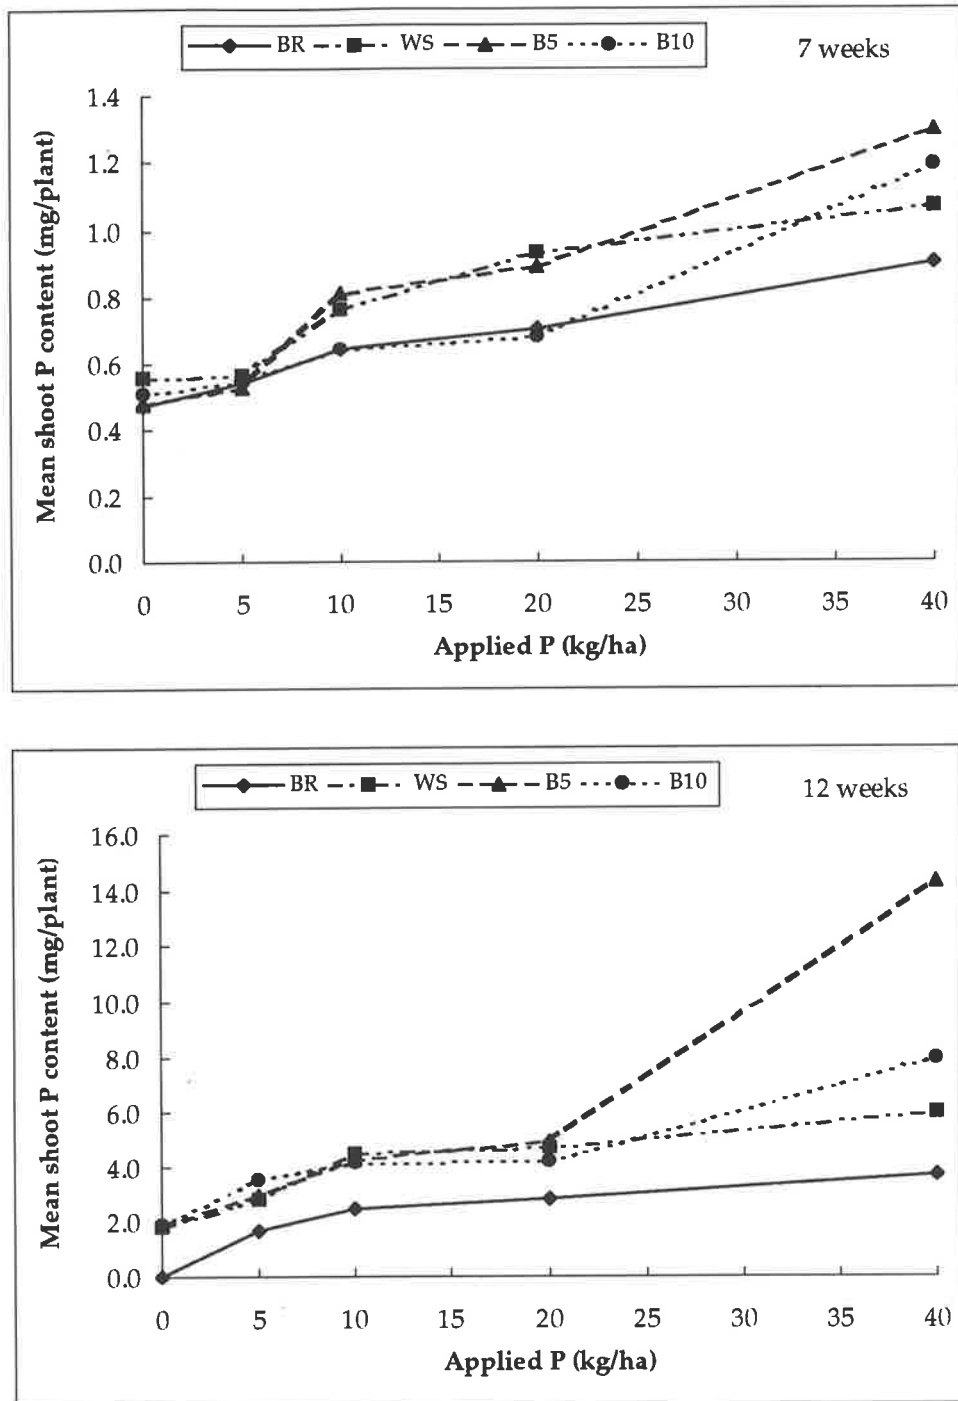 BR WS B5 B10
7 weeks
1.4
1.2
1.0
0.8
0.6
0.4
0.2
0.0
Mean shoot P content (mg/plant)
0 5 10 15 20 25 30 35 40
Applied P (kg/ha)
BR WS B5 B10
12 weeks
16.0
14.0
12.0
10.0
8.0
6.0
4.0
2.0
0.0
Mean shoot P content (mg/plant)
0 5 10 15 20 25 30 35 40
Applied P (kg/ha)